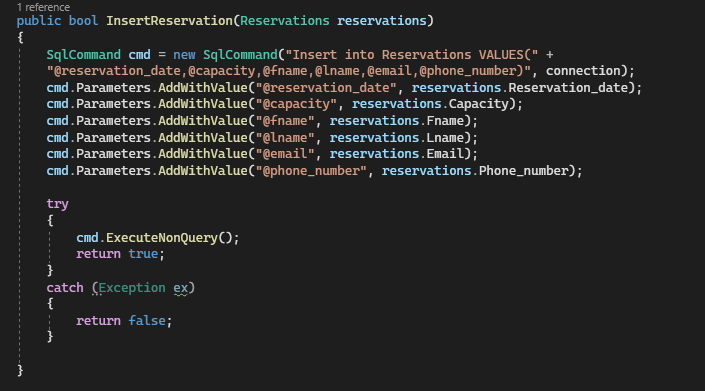 1 reference
public bool InsertReservation(Reservations reservations)
{
SqlCommand cmd = new SqlCommand("Insert into Reservations VALUES(" +
"@reservation_date,@capacity,@fname,@lname,@email,@phone_number)", connection);
cmd.Parameters.AddWithValue("@reservation_date", reservations.Reservation_date);
cmd.Parameters.AddWithValue("@capacity", reservations.Capacity);
cmd.Parameters.AddWithValue("@fname", reservations.Fname);
cmd.Parameters.AddWithValue("@lname", reservations.Lname);
cmd.Parameters.AddWithValue("@email", reservations.Email);
cmd.Parameters.AddWithValue("@phone_number", reservations.Phone_number);
try
{
cmd.ExecuteNonQuery();
return true;
}
catch (Exception ex)
{
return false;
}
}